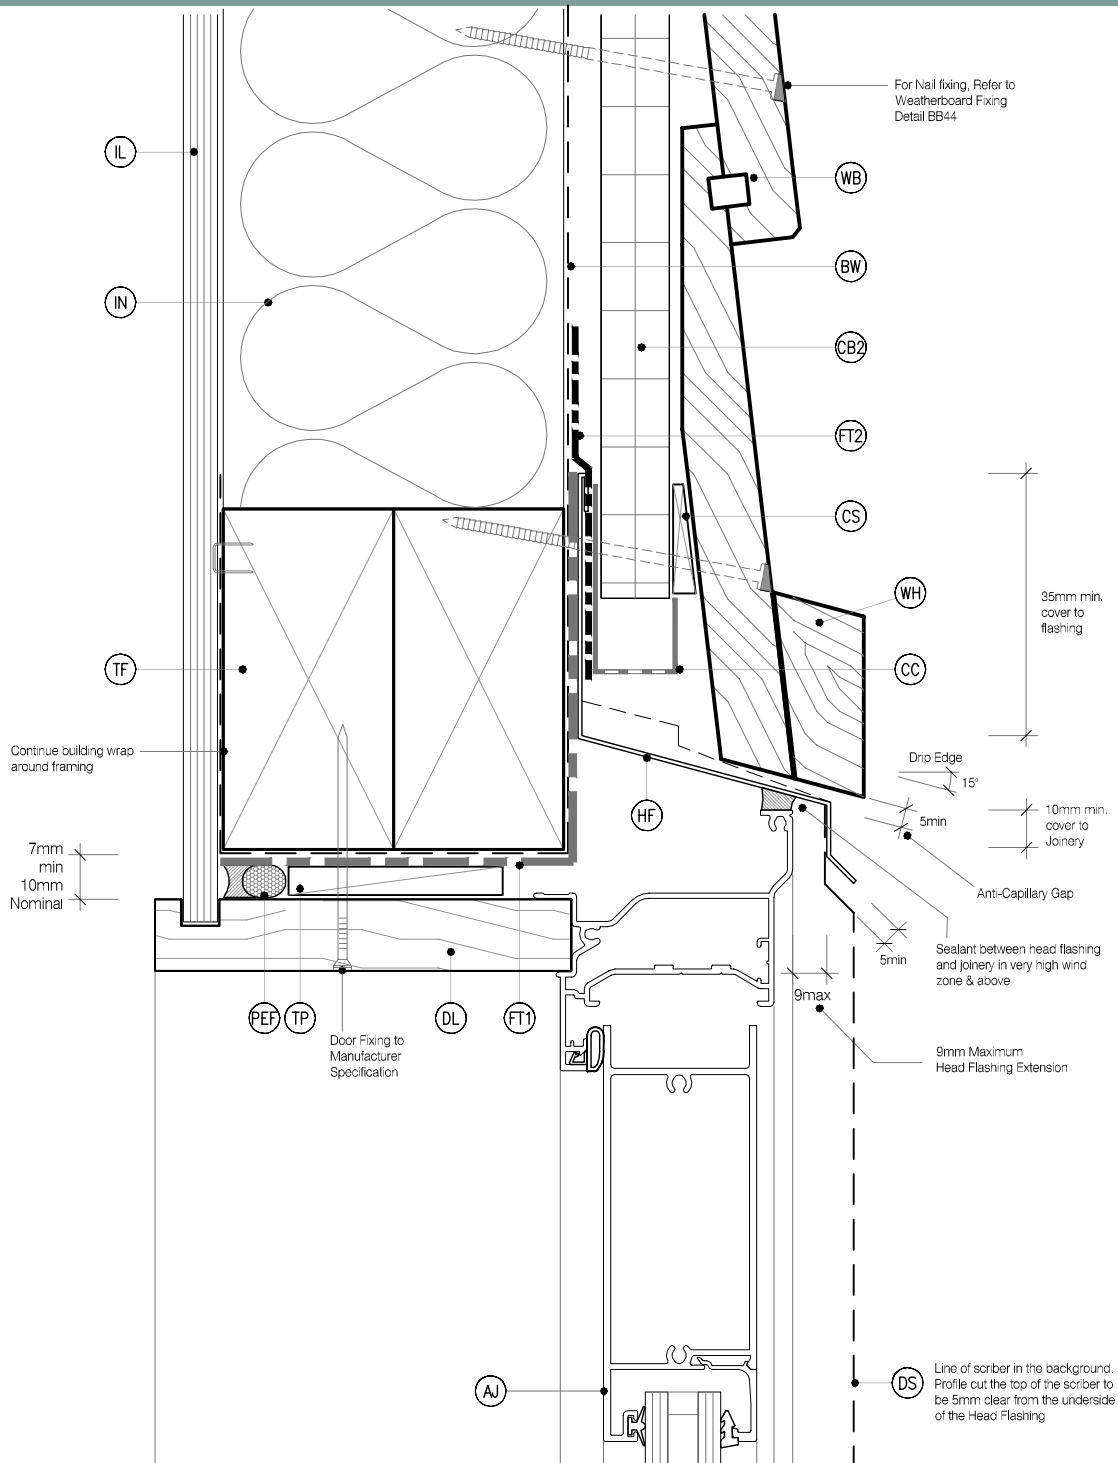 For Nail fixing, Refer to
Weatherboard Fixing
Detail BB44
IL
WB
BW
IN
CB2
FT2
CS
35mm min.
cover to
flashing
WH
TF
CC
Continue building wrap
around framing
Drip Edge
15°
HF
5min
10mm min.
cover to
Joinery
7mm
min
10mm
Nominal
Anti-Capillary Gap
5min
Sealant between head flashing
and joinery in very high wind
zone & above
9max
PEF
TP
DL
FT1
Door Fixing to
Manufacturer
Specification
9mm Maximum
Head Flashing Extension
AJ
DS
Line of scriber in the background.
Profile cut the top of the scriber to
be 5mm clear from the underside
of the Head Flashing